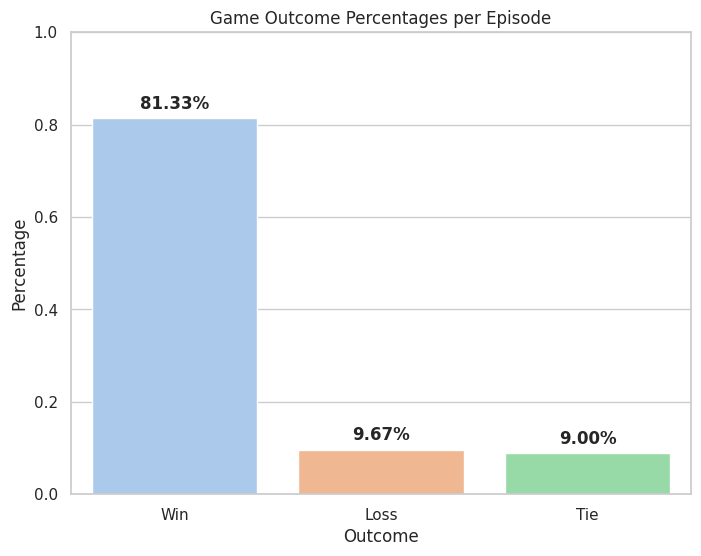 Game Outcome Percentages per Episode
1.0
0.8
0.6
0.4
0.2
0.0
Percentage
81.33%
9.67%
9.00%
Win
Loss
Tie
Outcome